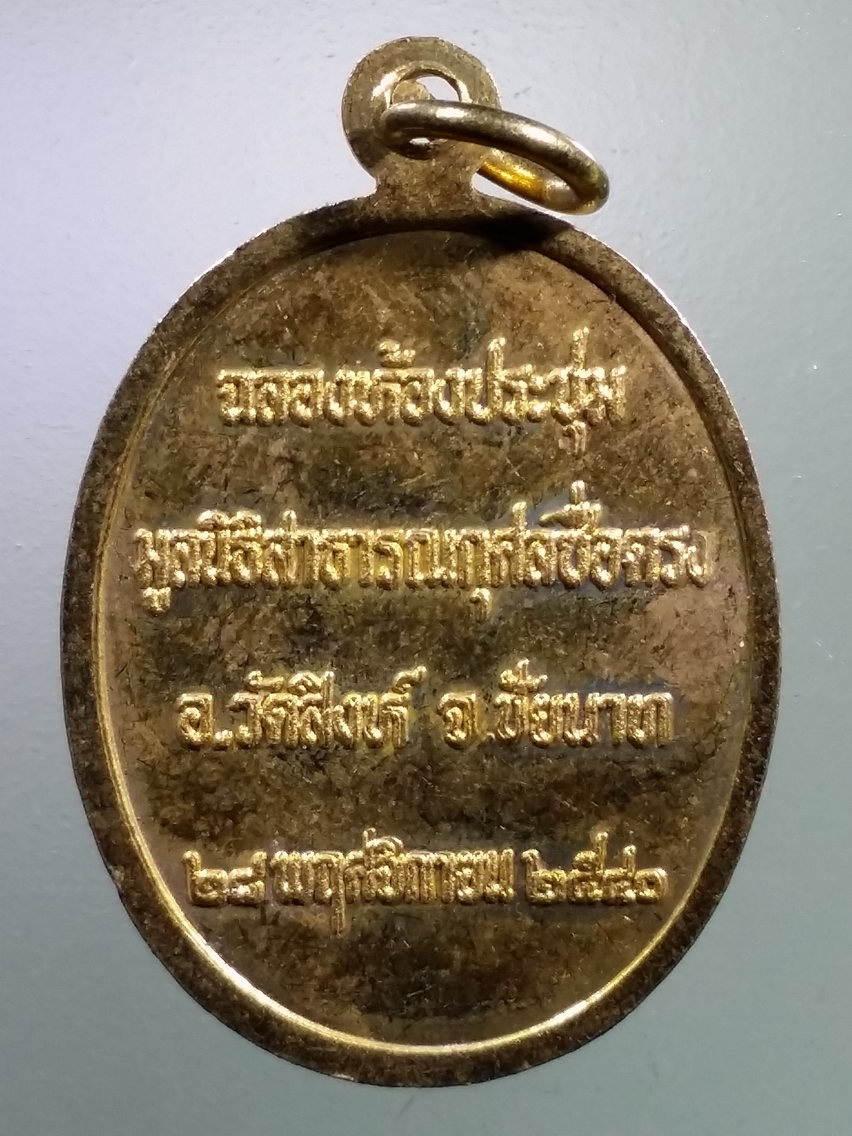 ฉลองห้องประชุม
มูลนิธิสาธารณกุศลซื่อตรง
อ.วัดสิงห์ จ.ชัยนาท
๒๘ พฤศจิกายน ๒๕๔๐